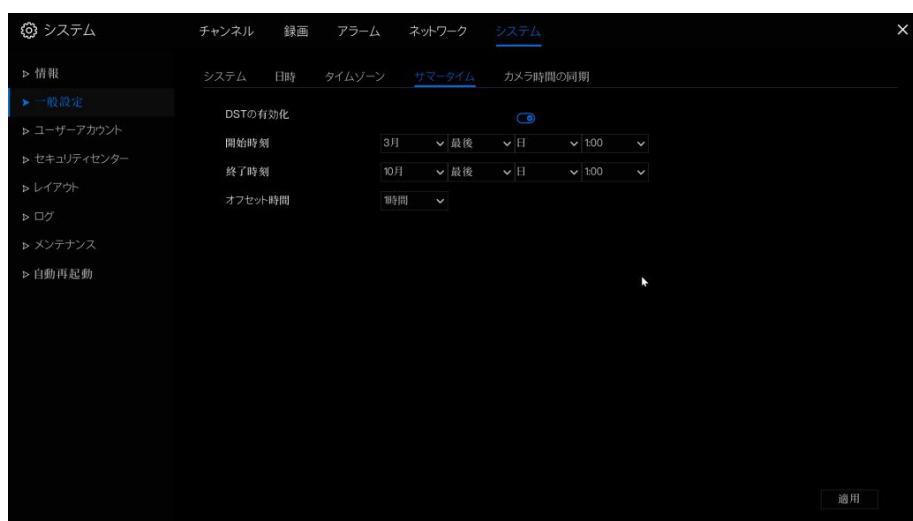 システム チャンネル 録画 アラーム ネットワーク システム ×
情報
一般設定
ユーザーアカウント
セキュリティセンター
レイアウト
ログ
メンテナンス
自動再起動
システム 日時 タイムゾーン サマータイム カメラ時間の同期
DSTの有効化
開始時刻 3月 最後 日 1:00
終了時刻 10月 最後 日 1:00
オフセット時間 1時間
適用